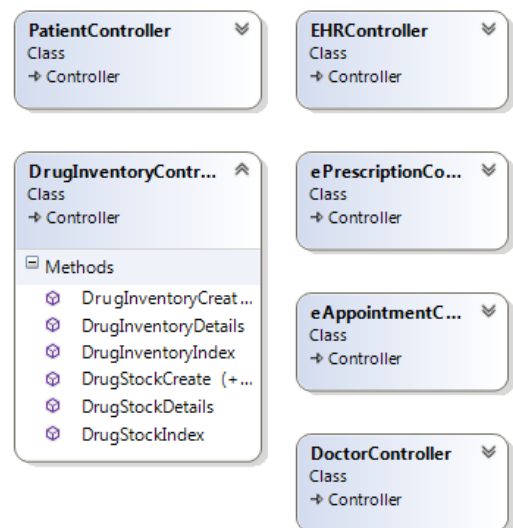 PatientController
Class
Controller
EHRController
Class
Controller
DrugInventoryContr...
Class
Controller
Methods
DrugInventoryCreat...
DrugInventoryDetails
DrugInventoryIndex
DrugStockCreate (+...
DrugStockDetails
DrugStockIndex
ePrescriptionCo...
Class
Controller
eAppointmentC...
Class
Controller
DoctorController
Class
Controller